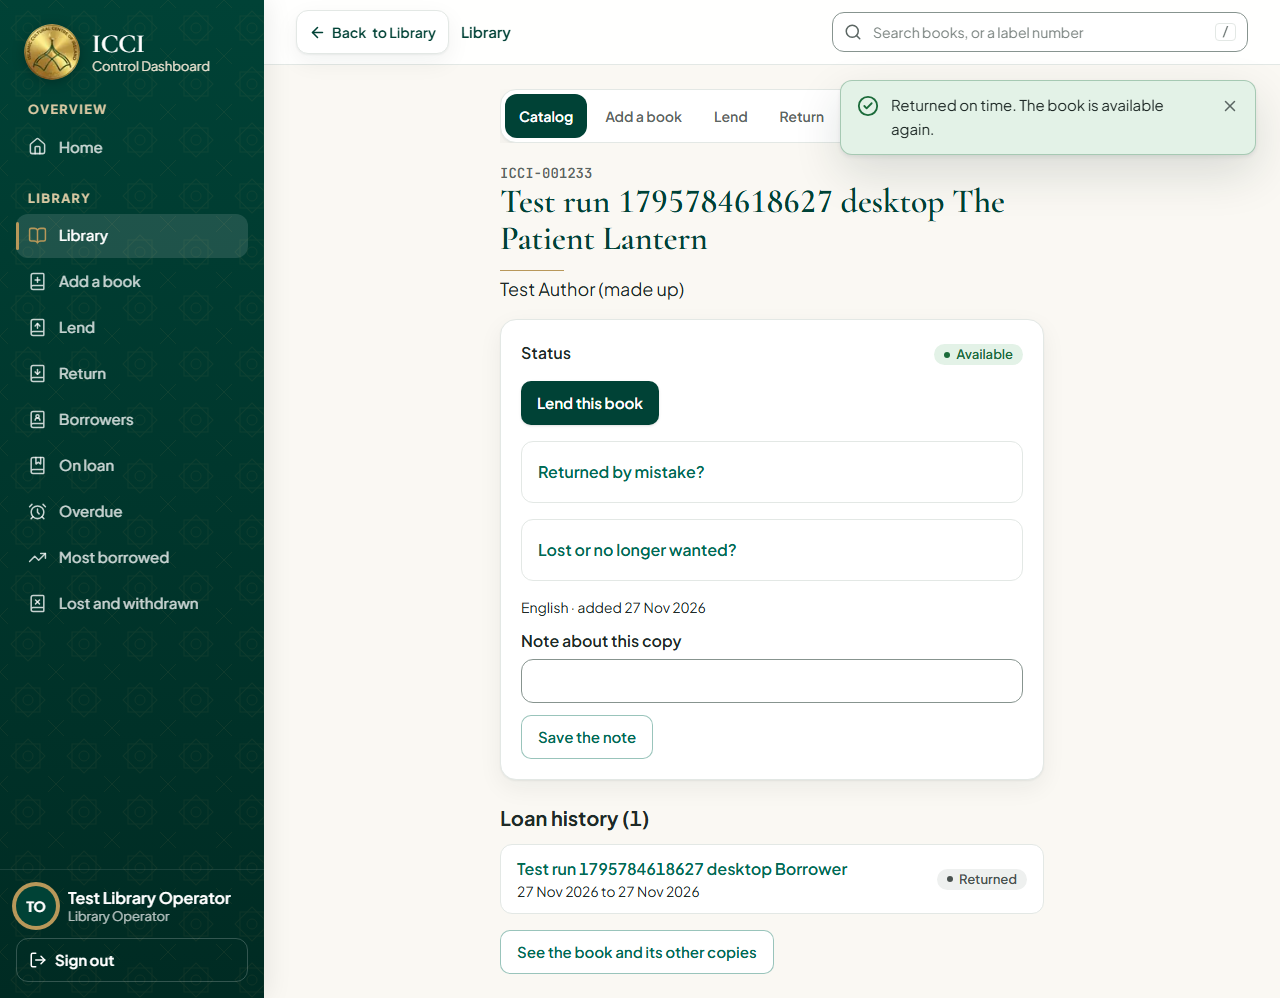 ICCI
Control Dashboard
OVERVIEW
Home
LIBRARY
Library
Add a book
Lend
Return
Borrowers
On loan
Overdue
Most borrowed
Lost and withdrawn
TO
Test Library Operator
Library Operator
Sign out
Back to Library
Library
Search books, or a label number
/
Catalog
Add a book
Lend
Return
Returned on time. The book is available
again.
ICCI-001233
Test run 1795784618627 desktop The
Patient Lantern
Test Author (made up)
Status
Available
Lend this book
Returned by mistake?
Lost or no longer wanted?
English · added 27 Nov 2026
Note about this copy
Save the note
Loan history (1)
Test run 1795784618627 desktop Borrower
27 Nov 2026 to 27 Nov 2026
Returned
See the book and its other copies